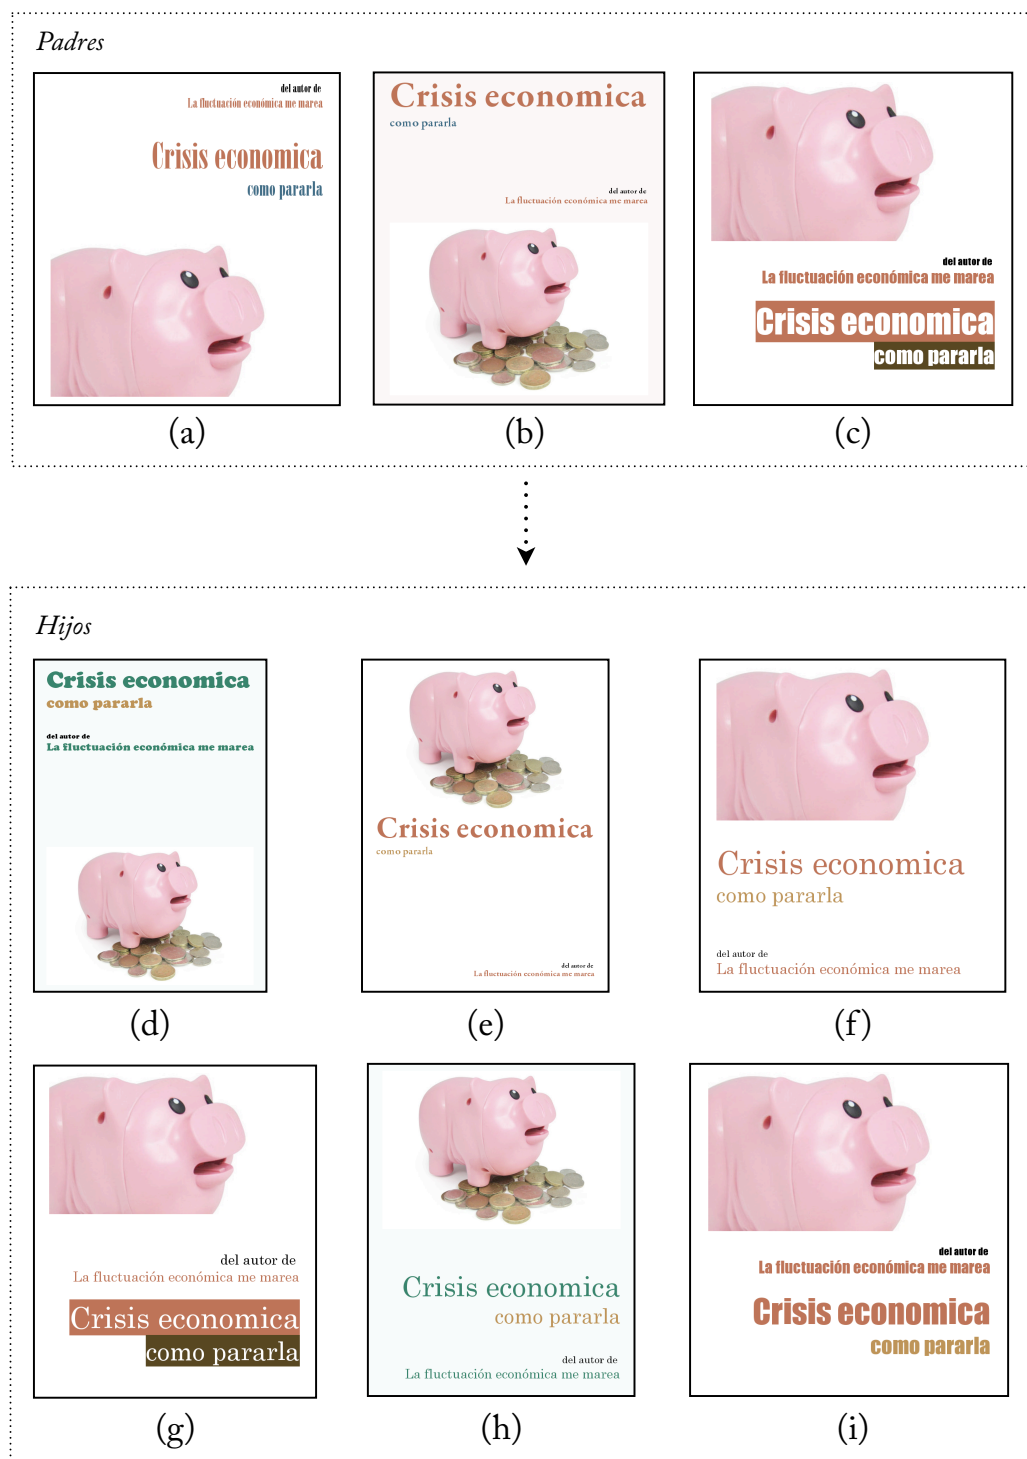 Padres
del autor de
La fluctuación económica me marea
Crisis economica
como pararla
(a)
Crisis economica
como pararla
del autor de
La fluctuación económica me marea
(b)
del autor de
La fluctuación económica me marea
Crisis economica
como pararla
(c)
Hijos
Crisis economica
como pararla
del autor de
La fluctuación económica me marea
(d)
Crisis economica
como pararla
del autor de
La fluctuación económica me marea
(e)
Crisis economica
como pararla
del autor de
La fluctuación económica me marea
(f)
del autor de
La fluctuación económica me marea
Crisis economica
como pararla
(g)
Crisis economica
como pararla
del autor de
La fluctuación económica me marea
(h)
del autor de
La fluctuación económica me marea
Crisis economica
como pararla
(i)